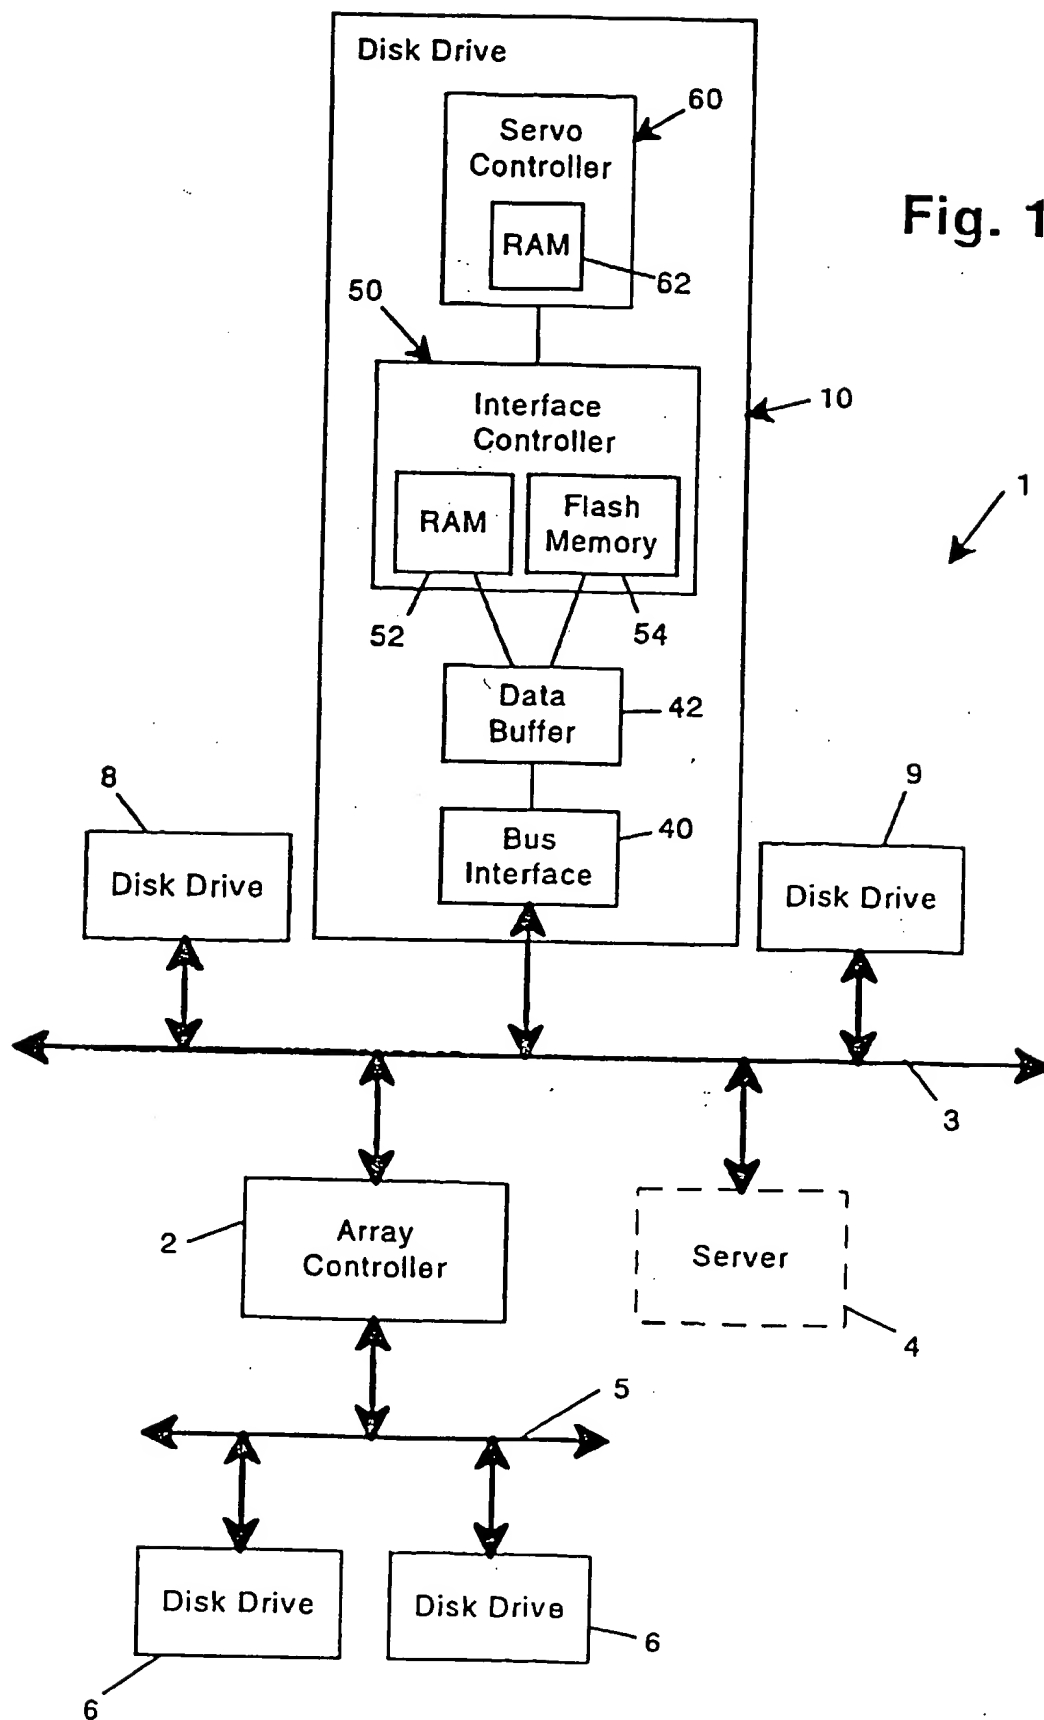 Disk Drive
60
Servo
Controller
Fig. 1
RAM
62
50
10
Interface
Controller
1
RAM
Flash
Memory
52
54
Data
Buffer
42
8
9
Bus
Interface
40
Disk Drive
Disk Drive
3
2
Array
Controller
Server
4
5
Disk Drive
Disk Drive
6
6